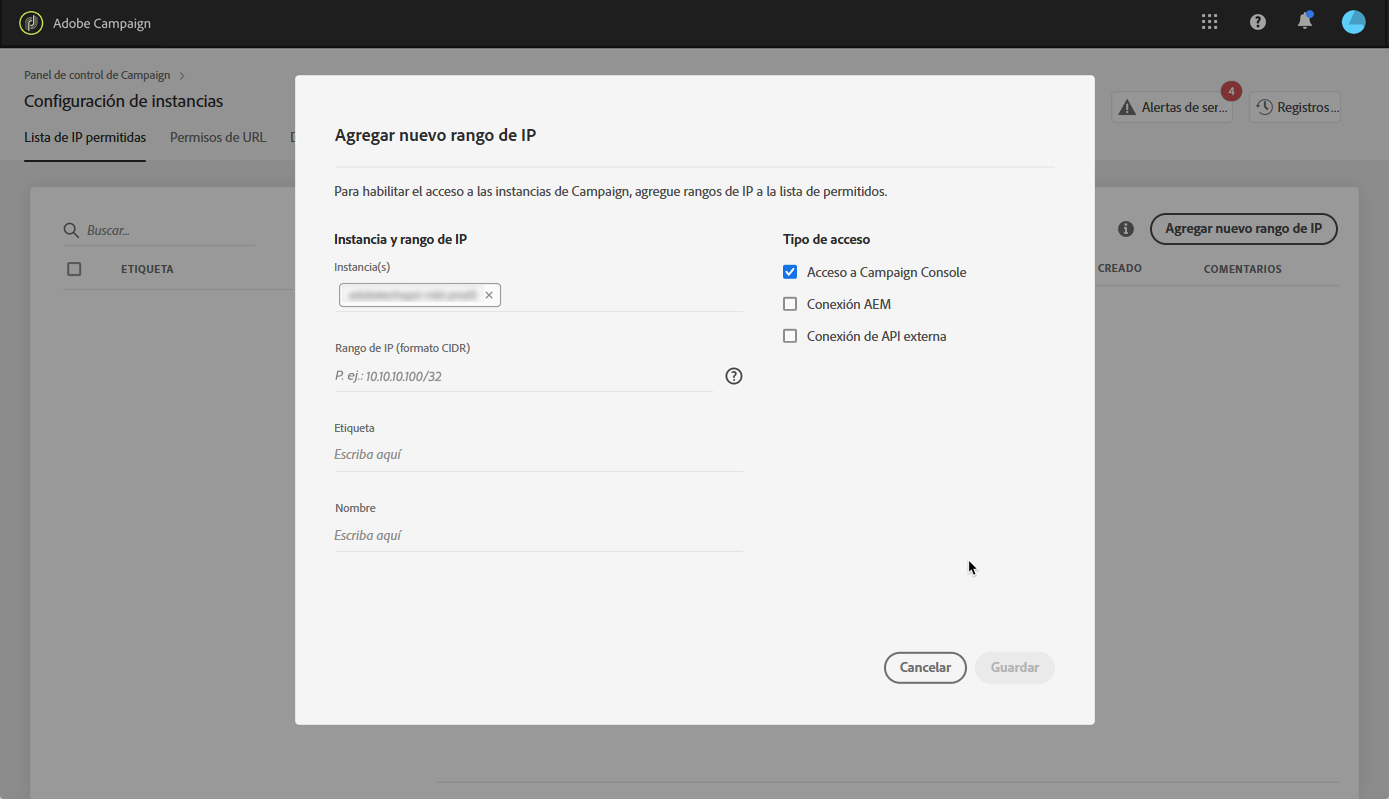 Adobe Campaign
Panel de control de Campaign
Configuración de instancias
4
Alertas de ser...
Registros...
Lista de IP permitidas
Permisos de URL
Buscar...
Agregar nuevo rango de IP
ETIQUETA
CREADO
COMENTARIOS
Agregar nuevo rango de IP
Para habilitar el acceso a las instancias de Campaign, agregue rangos de IP a la lista de permitidos.
Instancia y rango de IP
Instancia(s)
Rango de IP (formato CIDR)
P. ej.: 10.10.10.100/32
Etiqueta
Escriba aquí
Nombre
Escriba aquí
Tipo de acceso
Acceso a Campaign Console
Conexión AEM
Conexión de API externa
Cancelar
Guardar